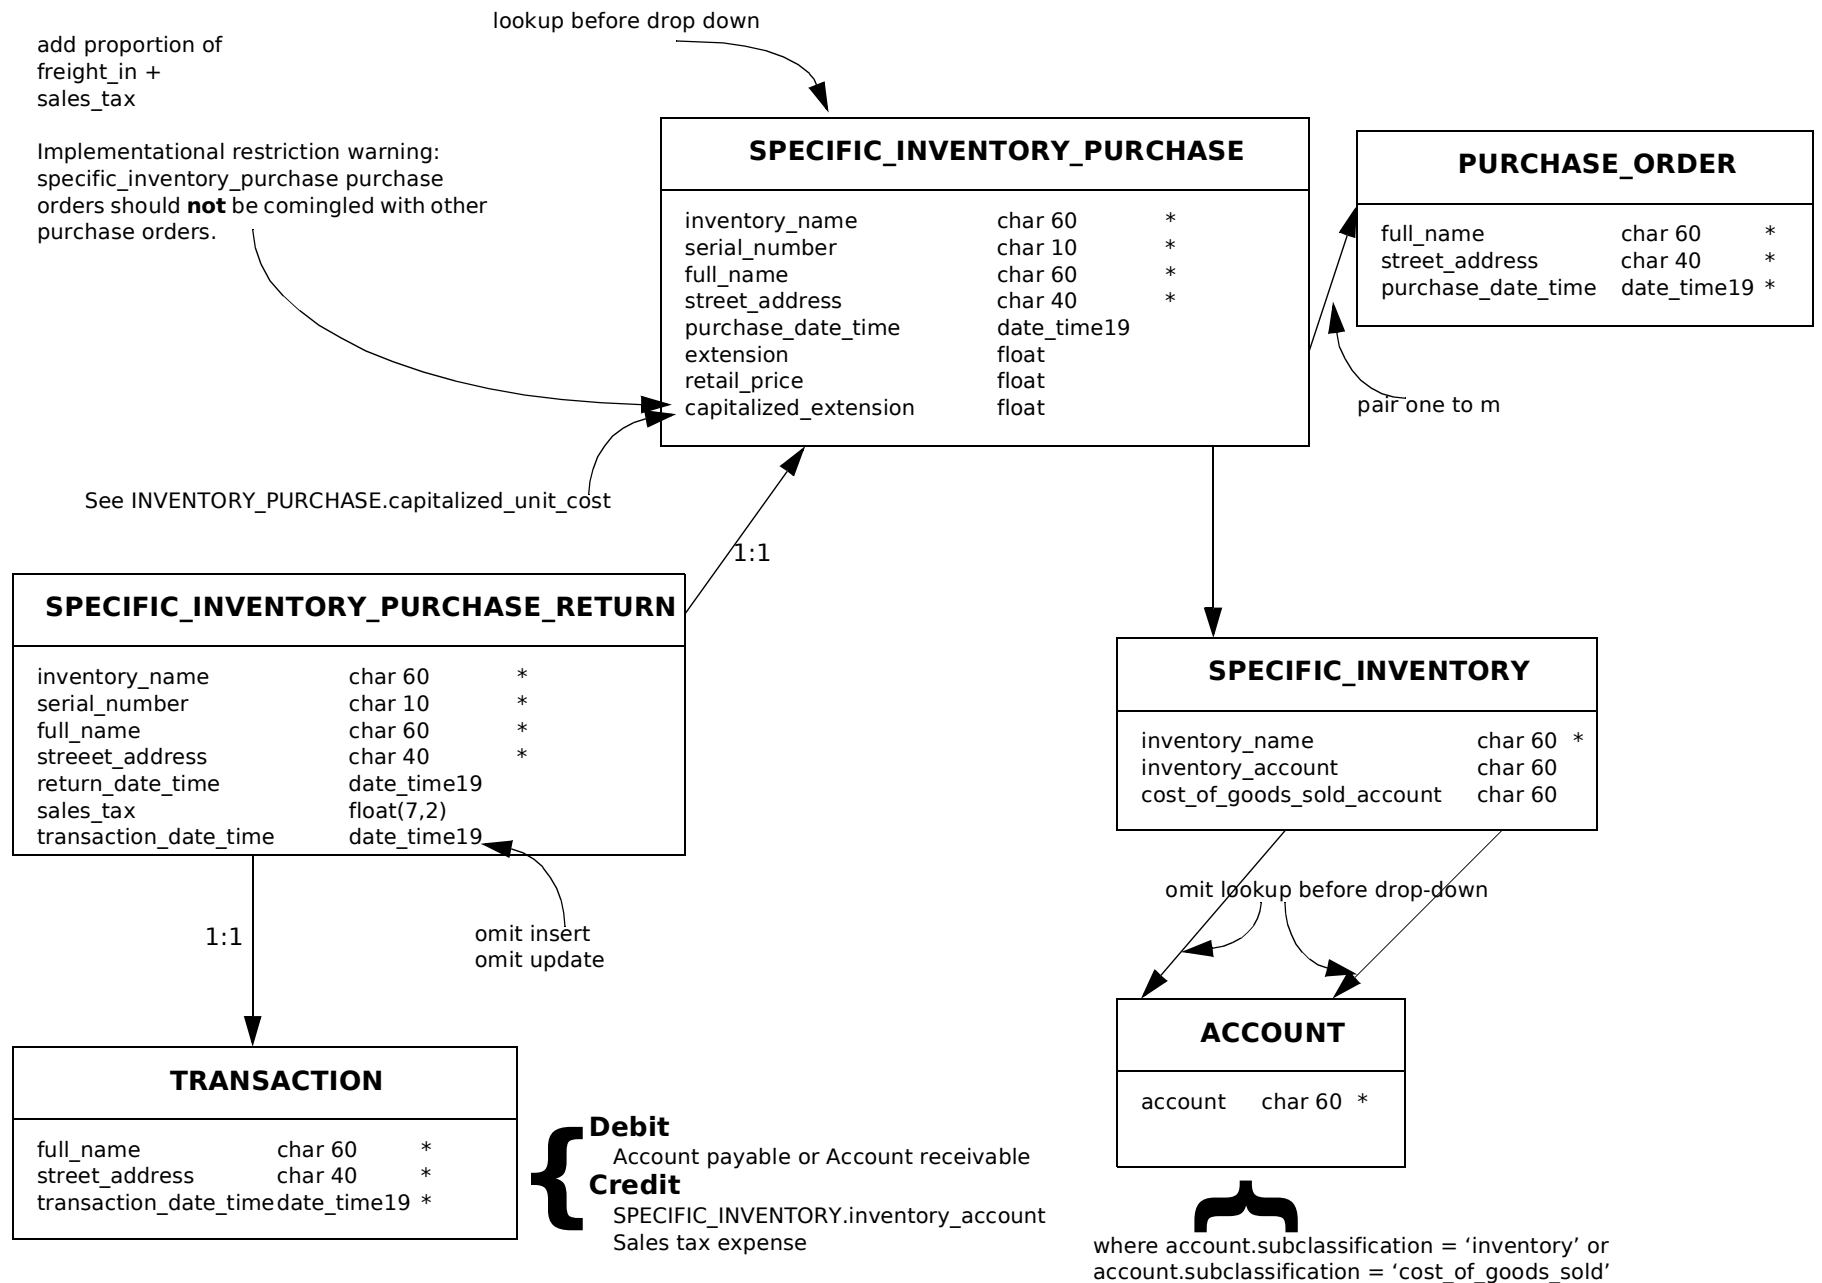 lookup before drop down
add proportion of
freight_in +
sales_tax
Implementational restriction warning:
specific_inventory_purchase purchase
orders should not be comingled with other
purchase orders.
SPECIFIC_INVENTORY_PURCHASE
inventory_name char 60 *
serial_number char 10 *
full_name char 60 *
street_address char 40 *
purchase_date_time date_time19
extension float
retail_price float
capitalized_extension float
PURCHASE_ORDER
full_name char 60 *
street_address char 40 *
purchase_date_time date_time19 *
pair one to m
See INVENTORY_PURCHASE.capitalized_unit_cost
1:1
SPECIFIC_INVENTORY_PURCHASE_RETURN
inventory_name char 60 *
serial_number char 10 *
full_name char 60 *
streeet_address char 40 *
return_date_time date_time19
sales_tax float(7,2)
transaction_date_time date_time19
SPECIFIC_INVENTORY
inventory_name char 60 *
inventory_account char 60
cost_of_goods_sold_account char 60
omit lookup before drop-down
1:1
omit insert
omit update
ACCOUNT
account char 60 *
TRANSACTION
full_name char 60 *
street_address char 40 *
transaction_date_time date_time19 *
{
Debit
Account payable or Account receivable
Credit
SPECIFIC_INVENTORY.inventory_account
Sales tax expense
{
where account.subclassification = ‘inventory’ or
account.subclassification = ‘cost_of_goods_sold’